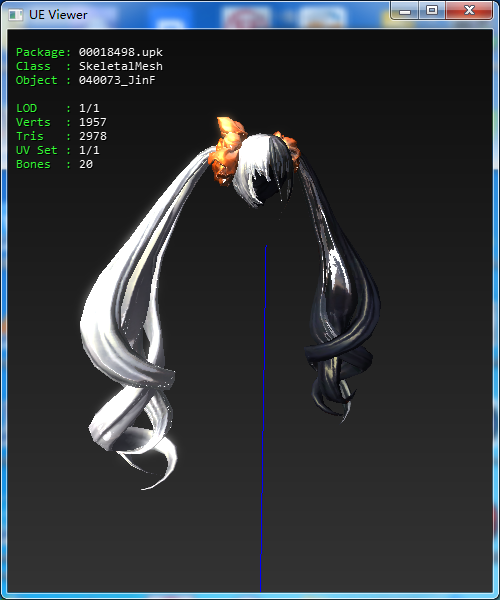 UE Viewer
Package: 00018498.upk
Class : SkeletalMesh
Object : 040073_JinF
LOD : 1/1
Verts : 1957
Tris : 2978
UV Set : 1/1
Bones : 20